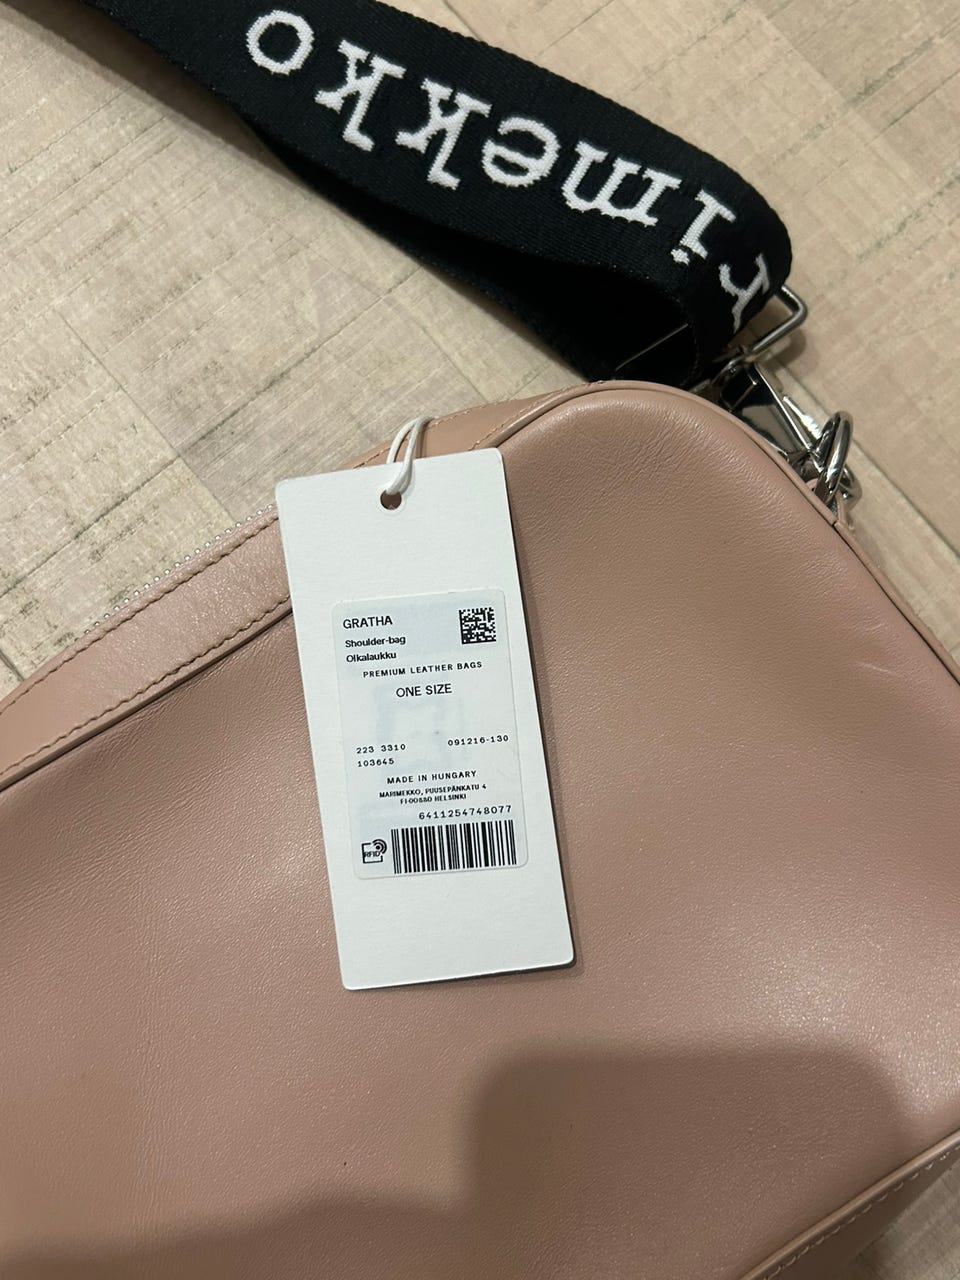 rimekko
GRATHA
Shoulder-bag
Olkalaukku
PREMIUM LEATHER BAGS
ONE SIZE
223 3310 091216-130
103645
MADE IN HUNGARY
MARIMEKKO, PUUSEPÄNKATU 4
FI-00880 HELSINKI
6411254748077
RFID